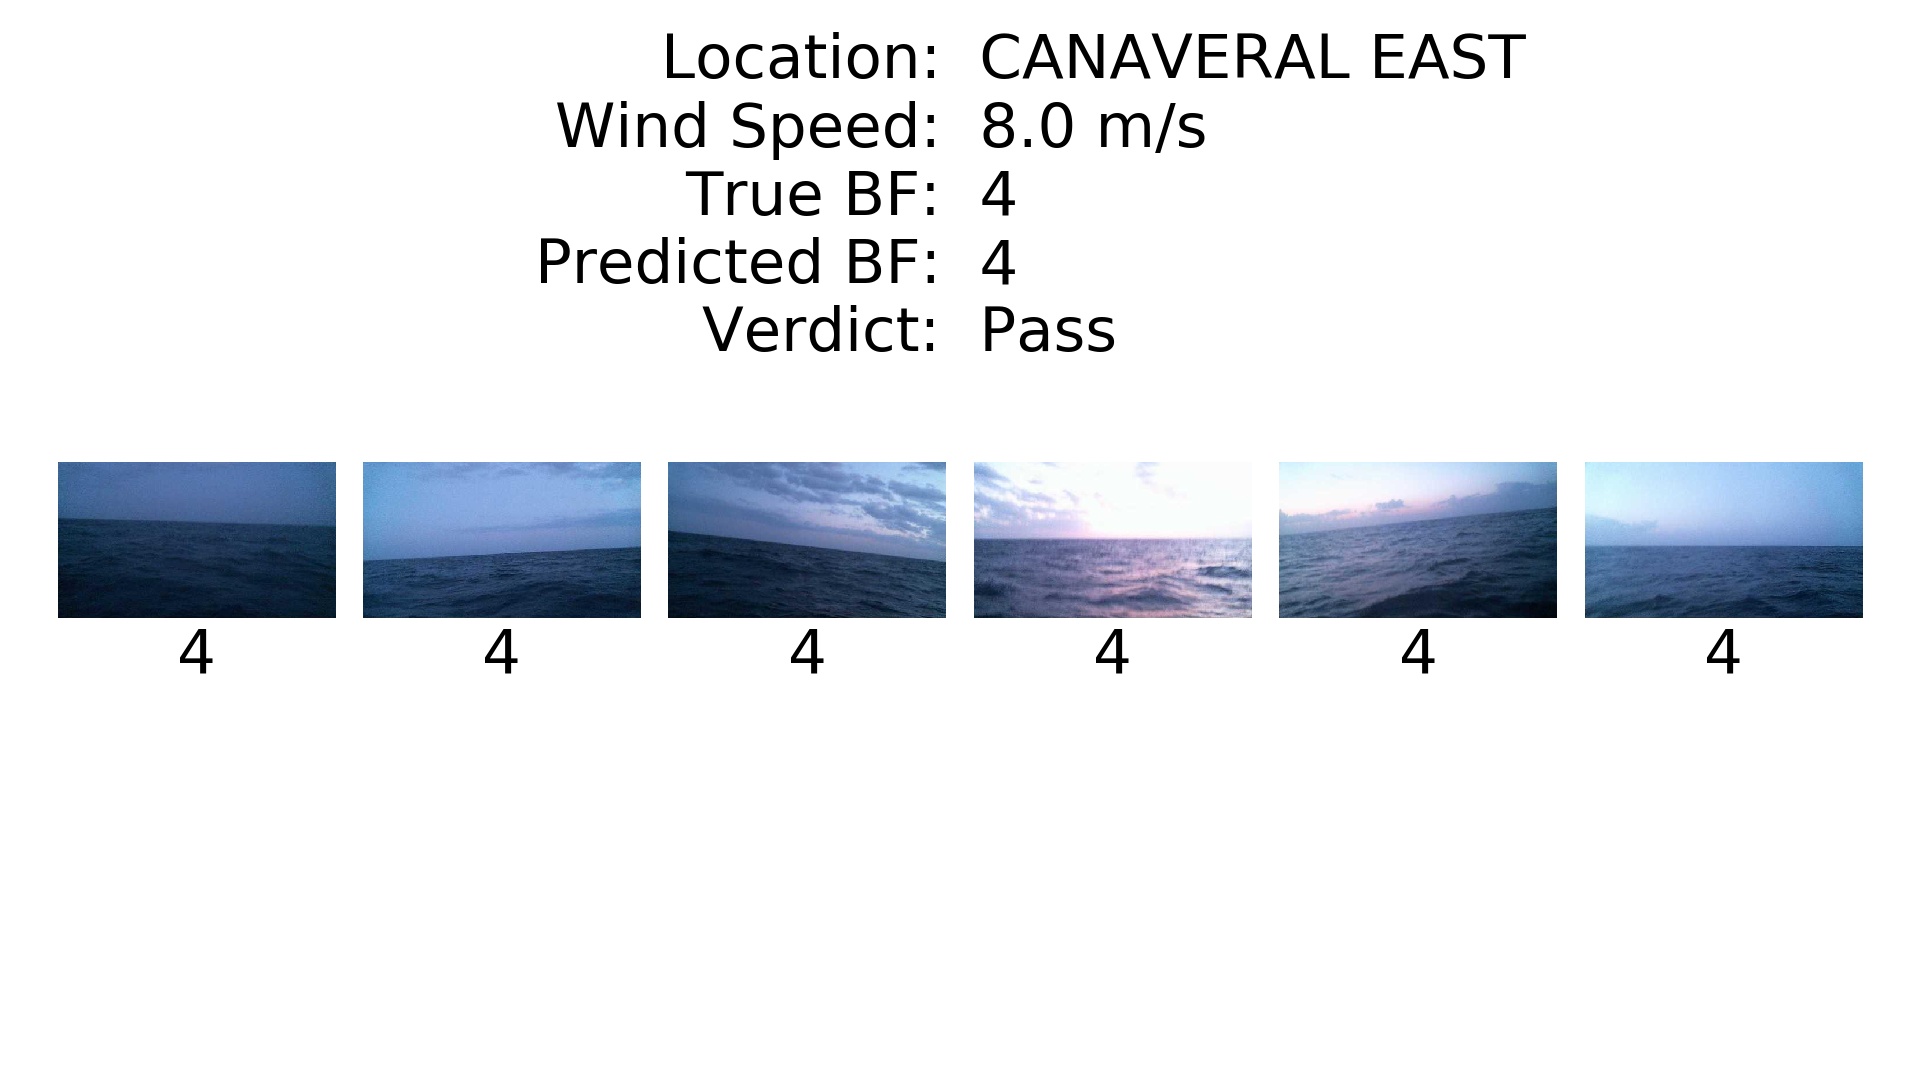 Location: CANAVERAL EAST
Wind Speed: 8.0 m/s
True BF: 4
Predicted BF: 4
Verdict: Pass
4 4 4 4 4 4